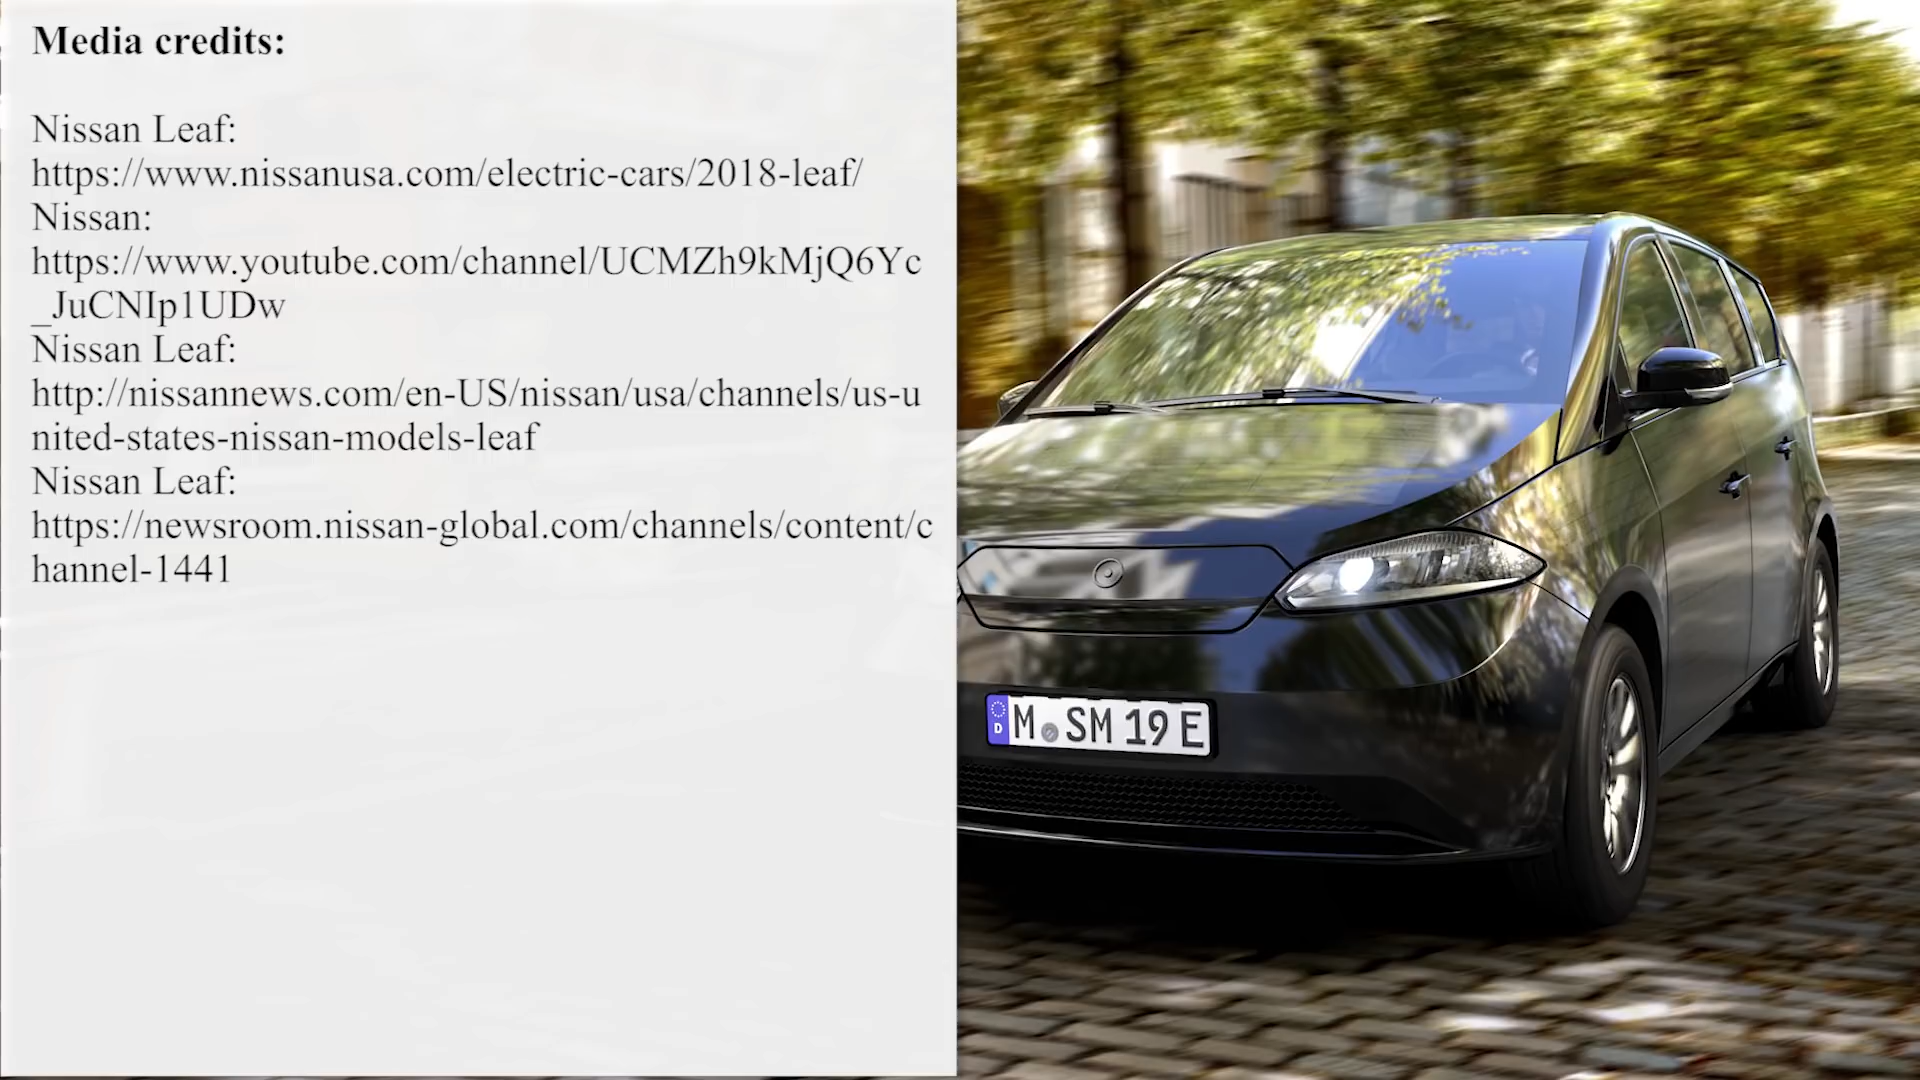 Media credits:
Nissan Leaf:
https://www.nissanusa.com/electric-cars/2018-leaf/
Nissan:
https://www.youtube.com/channel/UCMZh9kMjQ6Yc
_JuCNIp1UDw
Nissan Leaf:
http://nissannews.com/en-US/nissan/usa/channels/us-u
nited-states-nissan-models-leaf
Nissan Leaf:
https://newsroom.nissan-global.com/channels/content/c
hannel-1441
D
M SM 19 E